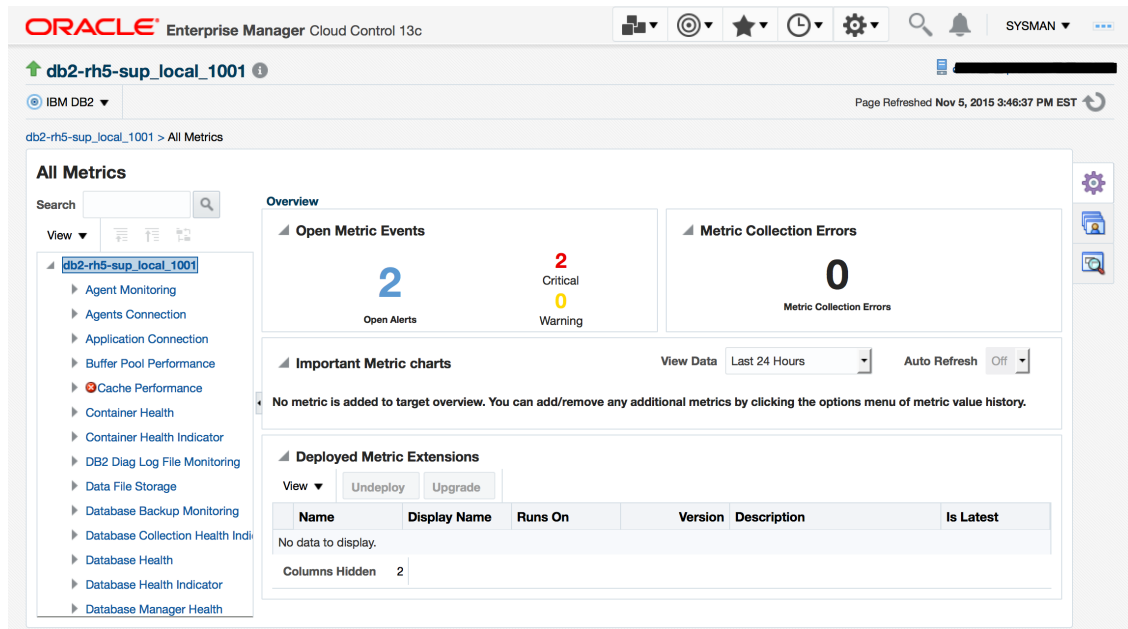 ORACLE® Enterprise Manager Cloud Control 13c
SYSMAN
db2-rh5-sup_local_1001
IBM DB2
Page Refreshed Nov 5, 2015 3:46:37 PM EST
db2-rh5-sup_local_1001 > All Metrics
All Metrics
Search
View
db2-rh5-sup_local_1001
Agent Monitoring
Agents Connection
Application Connection
Buffer Pool Performance
Cache Performance
Container Health
Container Health Indicator
DB2 Diag Log File Monitoring
Data File Storage
Database Backup Monitoring
Database Collection Health Indi
Database Health
Database Health Indicator
Database Manager Health
Overview
Open Metric Events
2
Open Alerts
2
Critical
0
Warning
Metric Collection Errors
0
Metric Collection Errors
Important Metric charts
View Data Last 24 Hours
Auto Refresh Off
No metric is added to target overview. You can add/remove any additional metrics by clicking the options menu of metric value history.
Deployed Metric Extensions
View Undeploy Upgrade
Name Display Name Runs On Version Description Is Latest
No data to display.
Columns Hidden 2